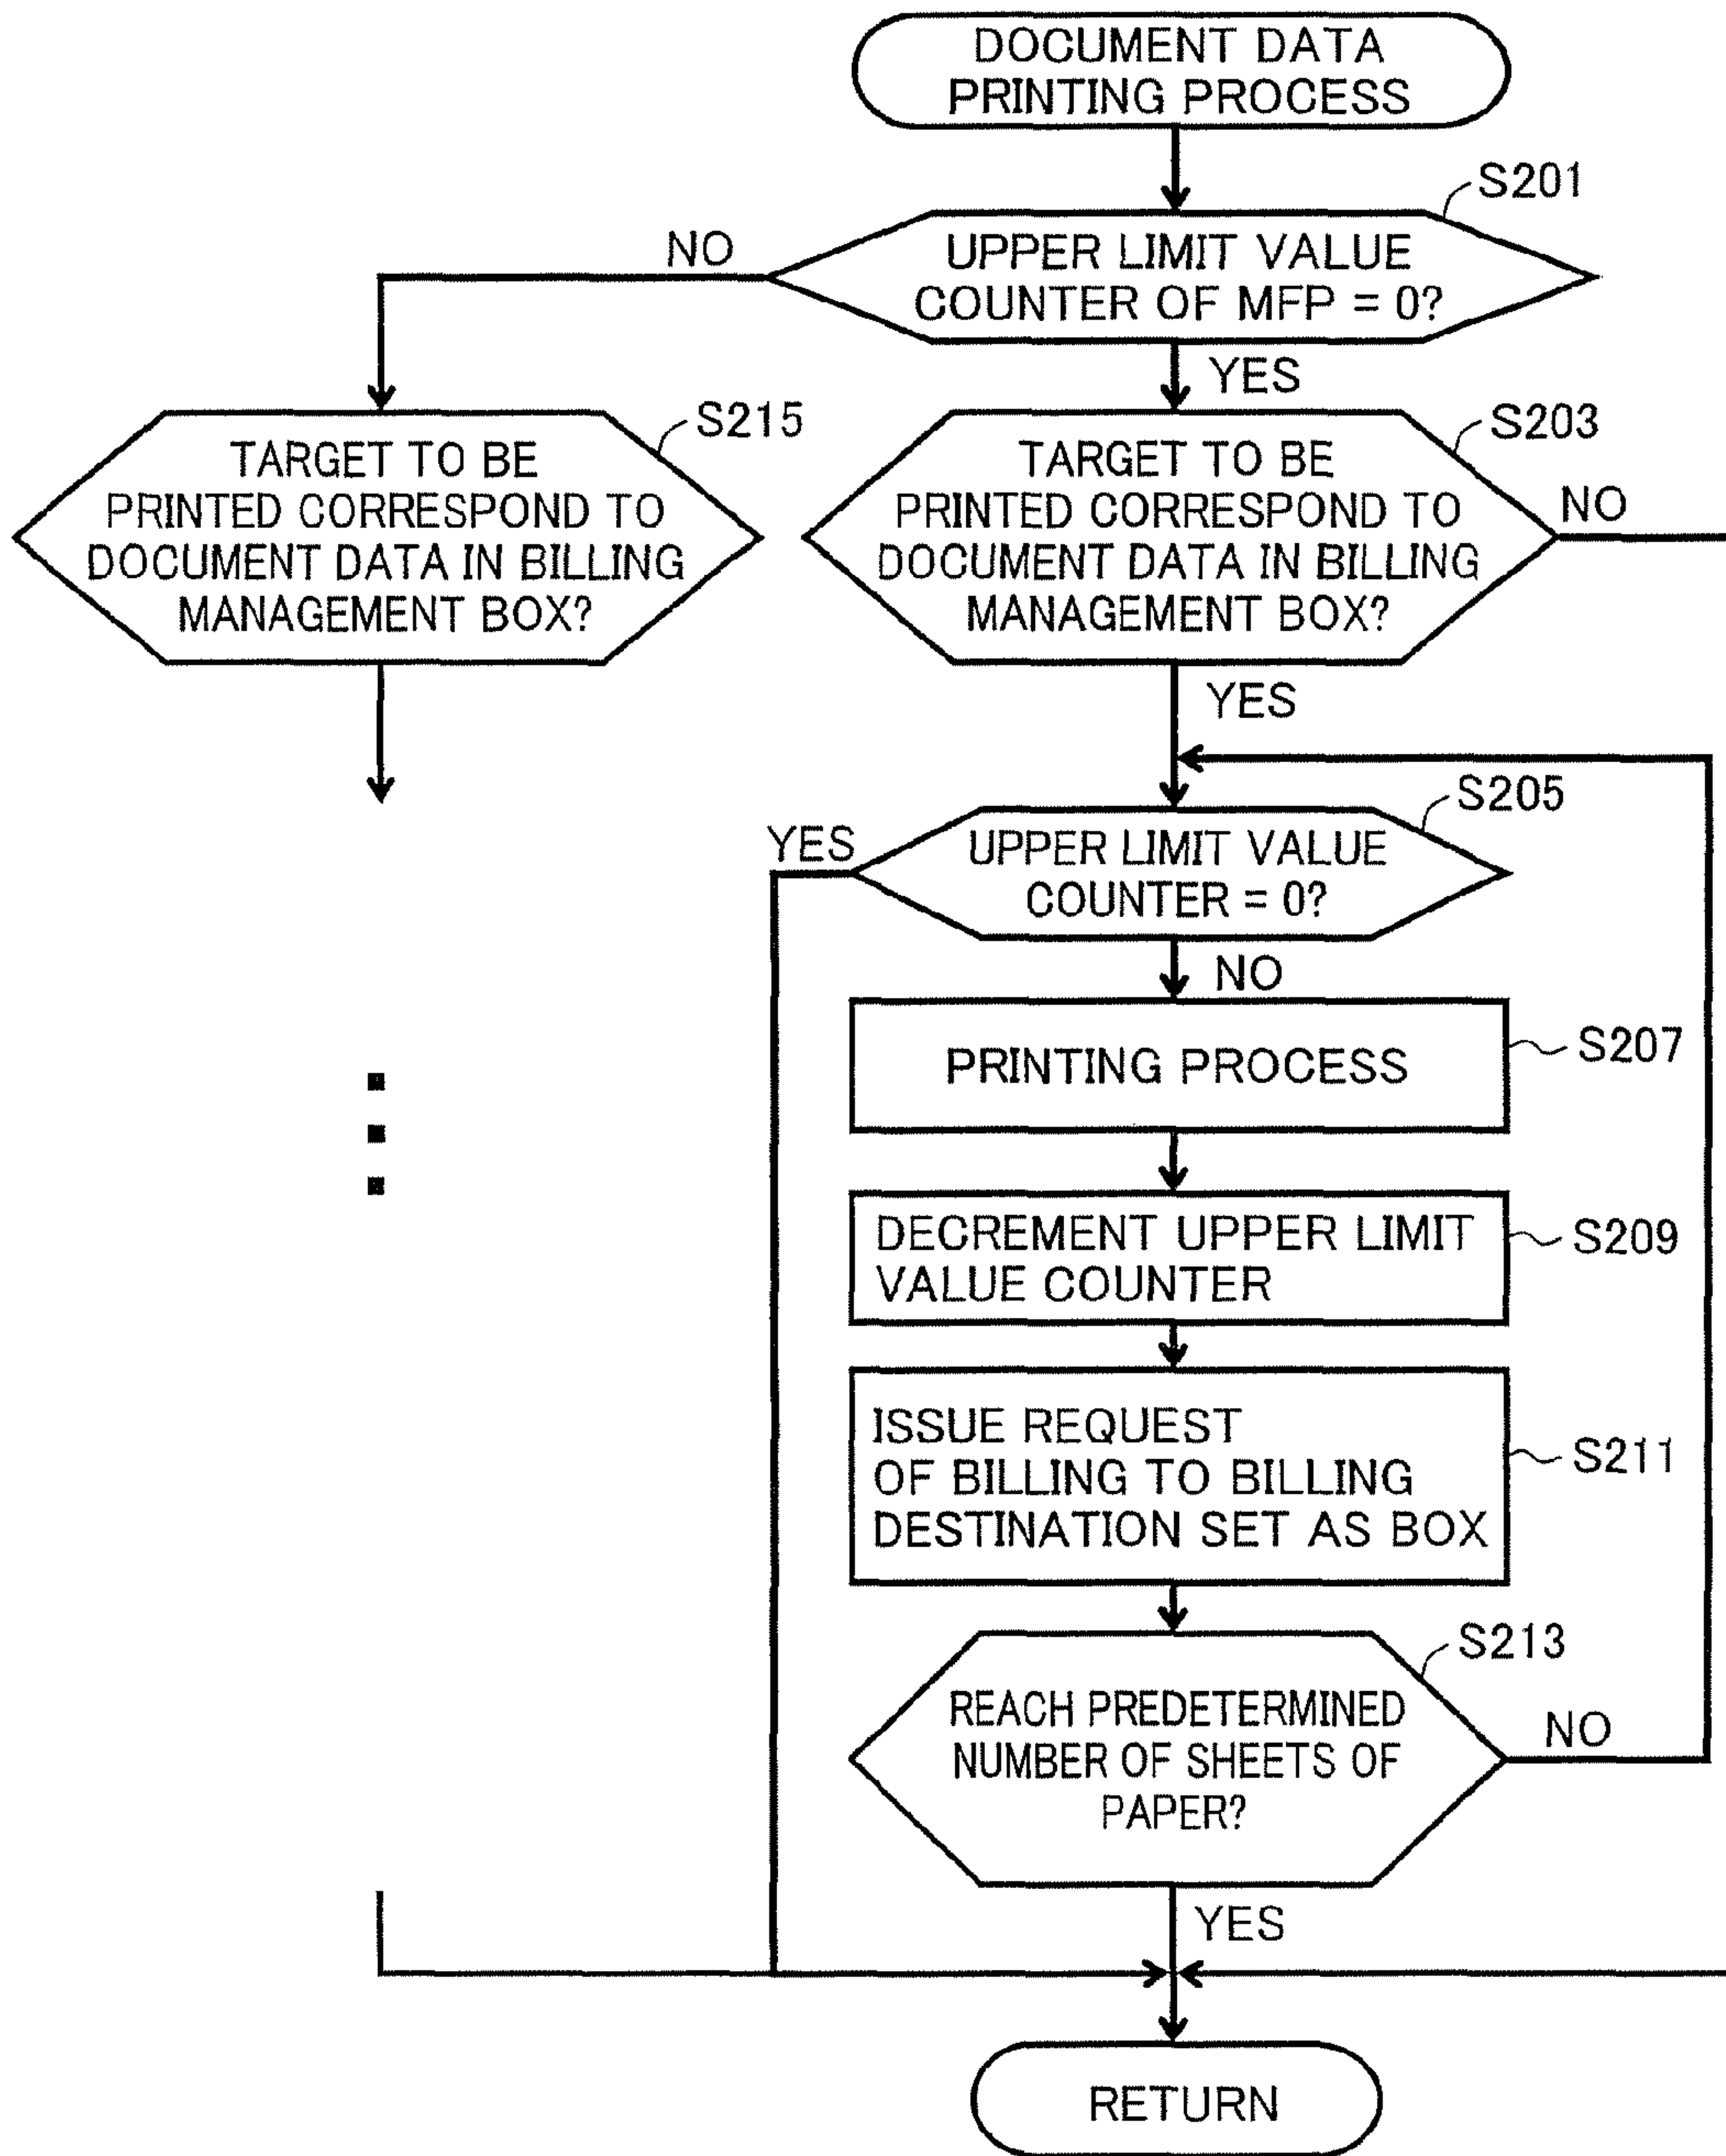 DOCUMENT DATA
PRINTING PROCESS
S201
NO
UPPER LIMIT VALUE
COUNTER OF MFP = 0?
YES
S215
TARGET TO BE
PRINTED CORRESPOND TO
DOCUMENT DATA IN BILLING
MANAGEMENT BOX?
S203
TARGET TO BE
PRINTED CORRESPOND TO
DOCUMENT DATA IN BILLING
MANAGEMENT BOX?
NO
YES
S205
YES
UPPER LIMIT VALUE
COUNTER = 0?
NO
PRINTING PROCESS
S207
DECREMENT UPPER LIMIT
VALUE COUNTER
S209
ISSUE REQUEST
OF BILLING TO BILLING
DESTINATION SET AS BOX
S211
S213
REACH PREDETERMINED
NUMBER OF SHEETS OF
PAPER?
NO
YES
RETURN